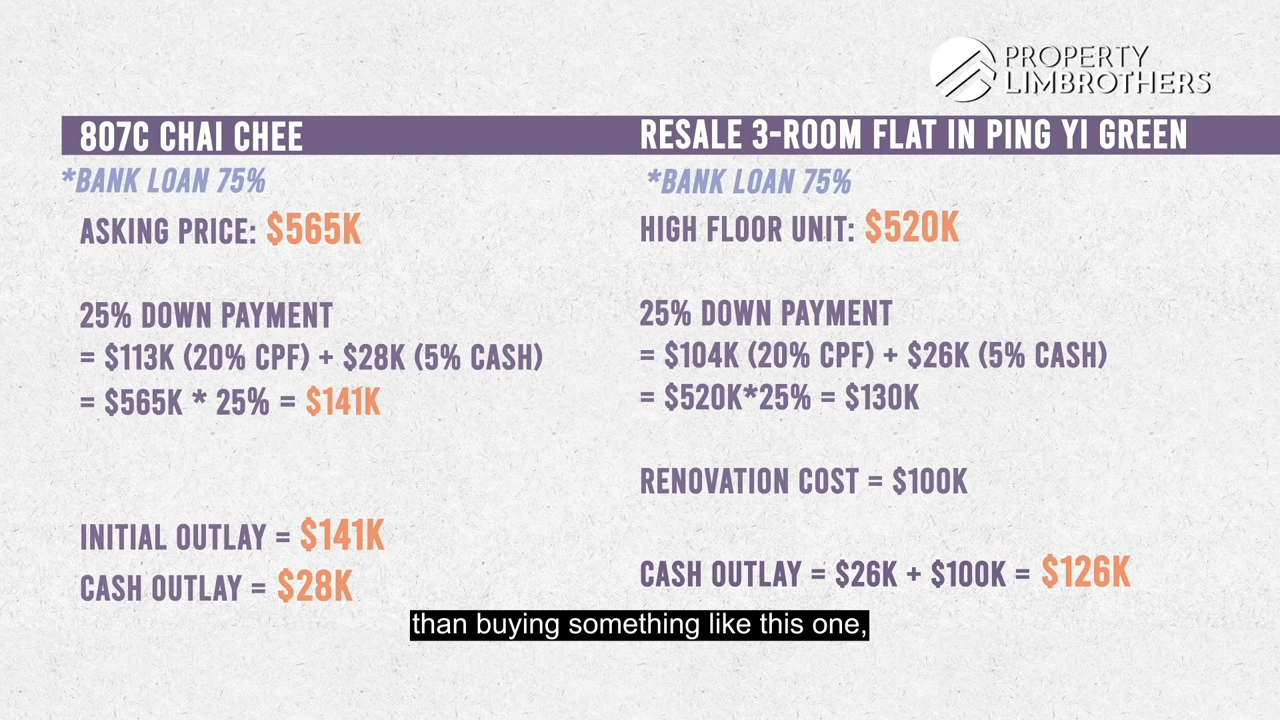 PROPERTY
LIMBROTHERS
807C CHAI CHEE
*BANK LOAN 75%
ASKING PRICE: $565K
25% DOWN PAYMENT
= $113K (20% CPF) + $28K (5% CASH)
= $565K * 25% = $141K
INITIAL OUTLAY = $141K
CASH OUTLAY = $28K
RESALE 3-ROOM FLAT IN PING YI GREEN
*BANK LOAN 75%
HIGH FLOOR UNIT: $520K
25% DOWN PAYMENT
= $104K (20% CPF) + $26K (5% CASH)
= $520K*25% = $130K
RENOVATION COST = $100K
CASH OUTLAY = $26K + $100K = $126K
than buying something like this one,